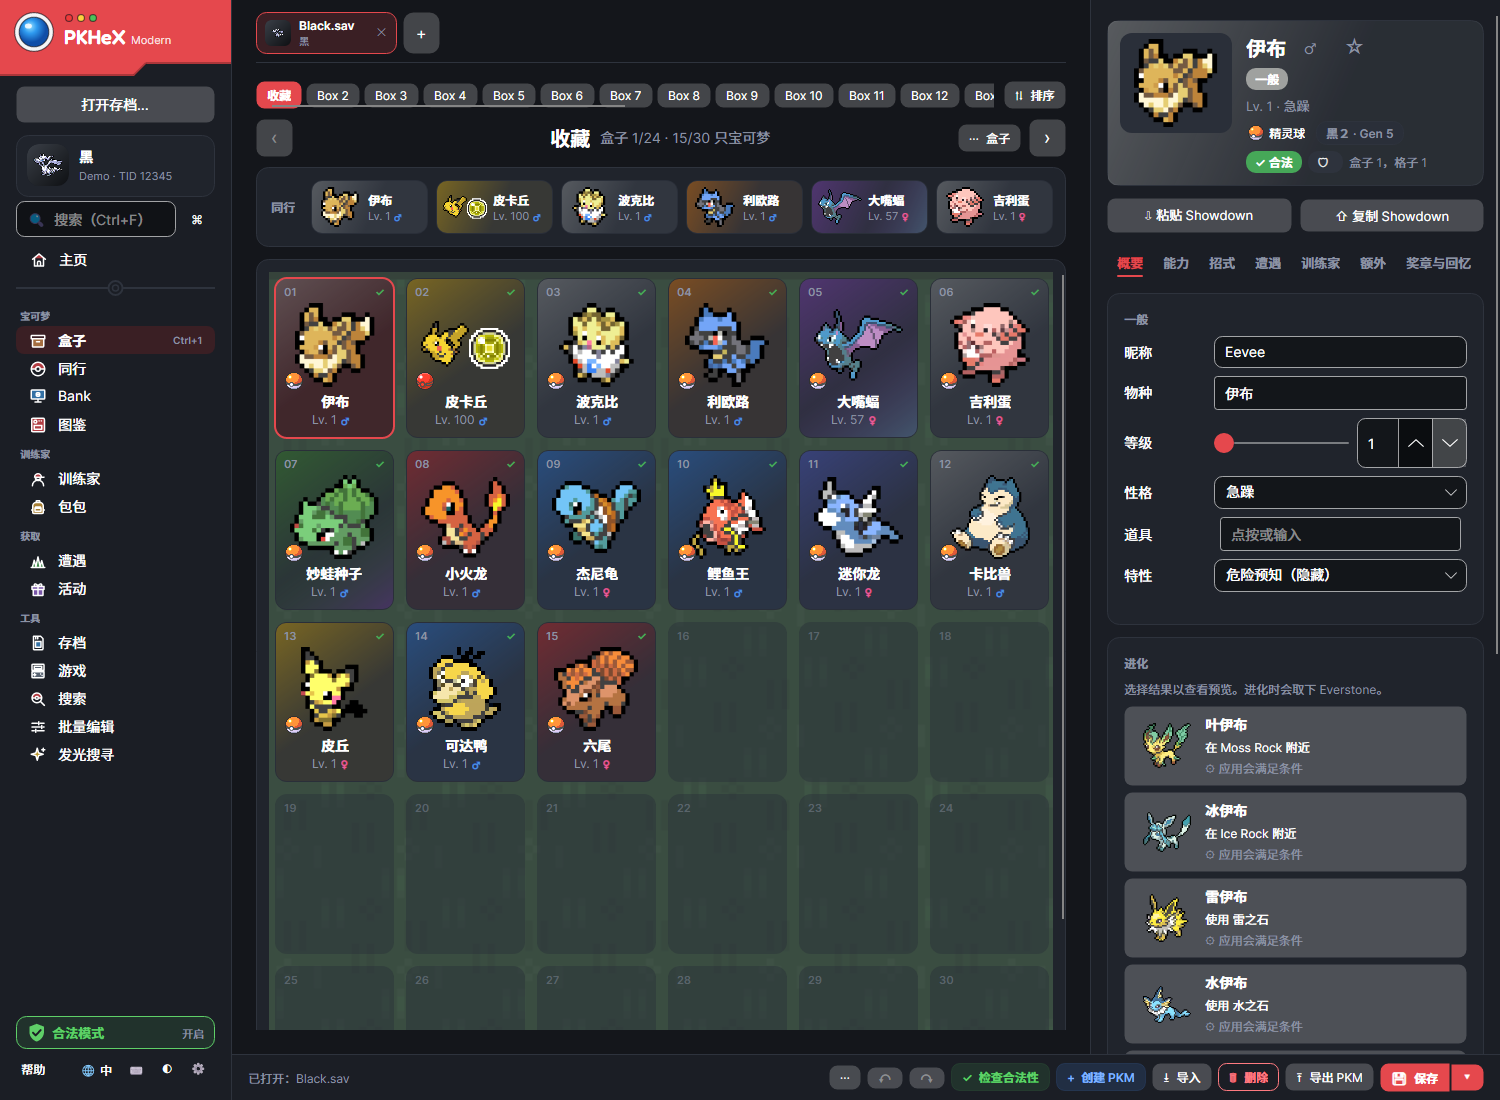 PKHeX Modern
打开存档...
黑
Demo · TID 12345
搜索（Ctrl+F）
⌘
主页
宝可梦
盒子 Ctrl+1
同行
Bank
图鉴
训练家
训练家
包包
获取
遭遇
活动
工具
存档
游戏
搜索
批量编辑
发光搜寻
合法模式 开启
帮助 中
Black.sav
黑
+
收藏 Box 2 Box 3 Box 4 Box 5 Box 6 Box 7 Box 8 Box 9 Box 10 Box 11 Box 12 Box
排序
‹ 收藏 盒子 1/24 · 15/30 只宝可梦 ··· 盒子 ›
同行
伊布
Lv. 1 ♂
皮卡丘
Lv. 100 ♂
波克比
Lv. 1 ♂
利欧路
Lv. 1 ♂
大嘴蝠
Lv. 57 ♀
吉利蛋
Lv. 1 ♀
01 ✓
伊布
Lv. 1 ♂
02 ✓
皮卡丘
Lv. 100 ♂
03 ✓
波克比
Lv. 1 ♂
04 ✓
利欧路
Lv. 1 ♂
05 ✓
大嘴蝠
Lv. 57 ♀
06 ✓
吉利蛋
Lv. 1 ♀
07 ✓
妙蛙种子
Lv. 1 ♂
08 ✓
小火龙
Lv. 1 ♂
09 ✓
杰尼龟
Lv. 1 ♀
10 ✓
鲤鱼王
Lv. 1 ♂
11 ✓
迷你龙
Lv. 1 ♀
12 ✓
卡比兽
Lv. 1 ♂
13 ✓
皮丘
Lv. 1 ♀
14 ✓
可达鸭
Lv. 1 ♂
15 ✓
六尾
Lv. 1 ♀
16 17 18
19 20 21 22 23 24
25 26 27 28 29 30
伊布 ♂ ☆
一般
Lv. 1 · 急躁
精灵球 黑 2 · Gen 5
✓ 合法 盒子 1，格子 1
⇩ 粘贴 Showdown
⇧ 复制 Showdown
概要 能力 招式 遭遇 训练家 额外 奖章与回忆
一般
昵称 Eevee
物种 伊布
等级 1
性格 急躁
道具 点按或输入
特性 危险预知（隐藏）
进化
选择结果以查看预览。进化时会取下 Everstone。
叶伊布
在 Moss Rock 附近
应用会满足条件
冰伊布
在 Ice Rock 附近
应用会满足条件
雷伊布
使用 雷之石
应用会满足条件
水伊布
使用 水之石
应用会满足条件
已打开：Black.sav
··· ✓ 检查合法性 + 创建 PKM 导入 删除 导出 PKM 保存